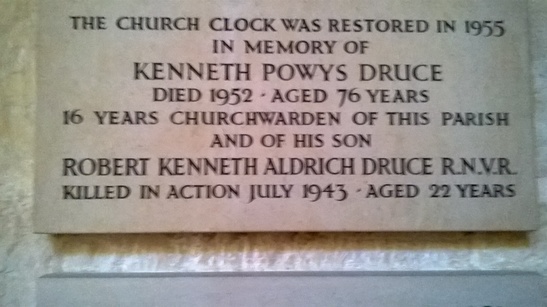 THE CHURCH CLOCK WAS RESTORED IN 1955
IN MEMORY OF
KENNETH POWYS DRUCE
DIED 1952 · AGED 76 YEARS
16 YEARS CHURCHWARDEN OF THIS PARISH
AND OF HIS SON
ROBERT KENNETH ALDRICH DRUCE R.N.V.R.
KILLED IN ACTION JULY 1943 · AGED 22 YEARS